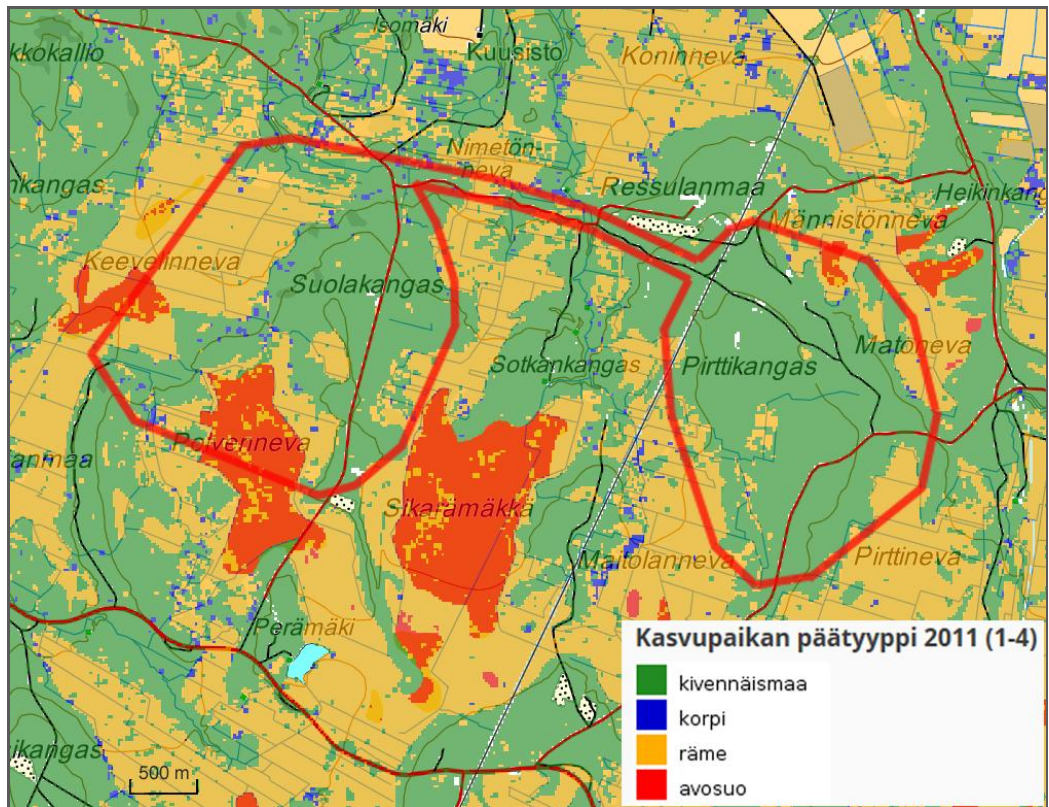 Isomäki
kkokallio
Kuusisto
Koninneva
Nimetön-
neva
nkangas
Ressulanmaa
Heikinkang
Männistönneva
Keevelinneva
Suolakangas
Matoneva
Sotkankangas
Pirttikangas
Polverinneva
anmaa
Sikarämäkkä
Maitolanneva
Pirttineva
Perämäki
Kasvupaikan päätyyppi 2011 (1-4)
kivennäismaa
korpi
räme
avosuo
ikangas
500 m